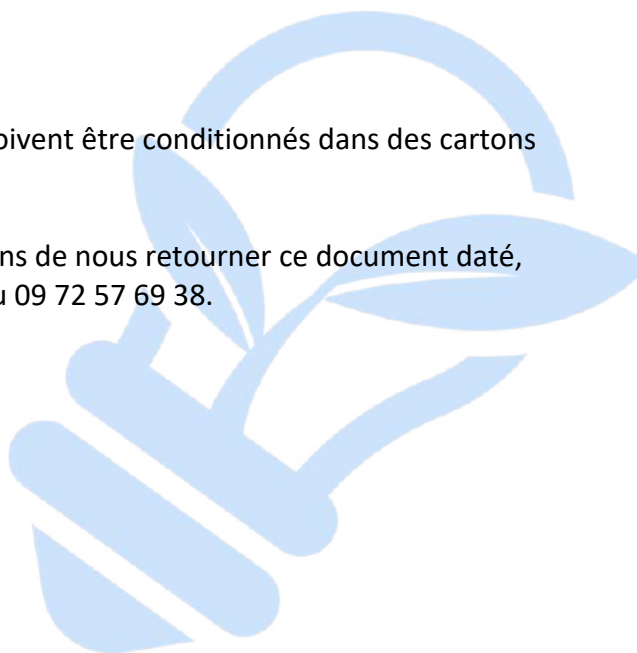 oivent être conditionnés dans des cartons
ns de nous retourner ce document daté,
u 09 72 57 69 38.